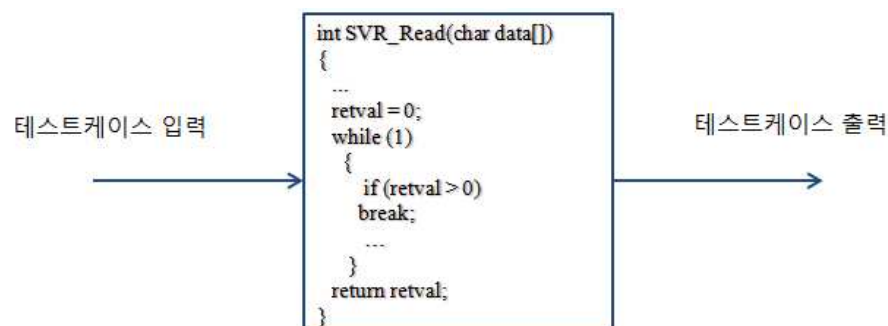 테스트케이스 입력
int SVR_Read(char data[])
{
...
retval = 0;
while (1)
{
if (retval > 0)
break;
...
}
return retval;
}
테스트케이스 출력